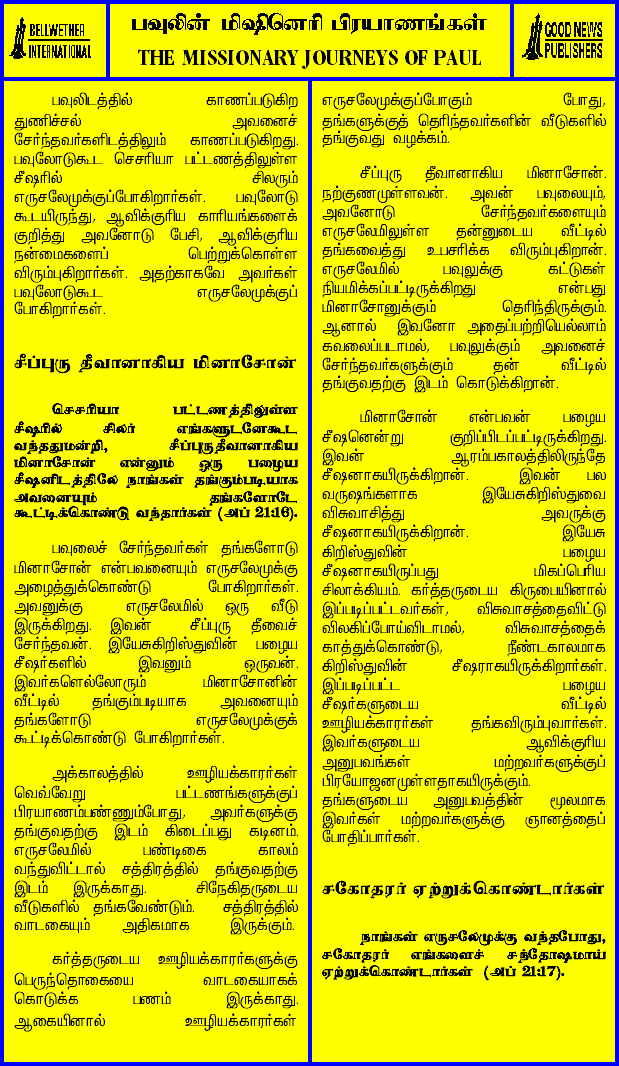 BELLWETHER
INTERNATIONAL
பவுலின் மிஷினெரி பிரயாணங்கள்
THE MISSIONARY JOURNEYS OF PAUL
GOOD NEWS
PUBLISHERS
பவுலிடத்தில் காணப்படுகிற
துணிச்சல் அவனைச்
சேர்ந்தவர்களிடத்திலும் காணப்படுகிறது.
பவுலோடுகூட செசரியா பட்டணத்திலுள்ள
சீஷரில் சிலரும்
எருசலேமுக்குப்போகிறார்கள். பவுலோடு
கூடயிருந்து, ஆவிக்குரிய காரியங்களைக்
குறித்து அவனோடு பேசி, ஆவிக்குரிய
நன்மைகளைப் பெற்றுக்கொள்ள
விரும்புகிறார்கள். அதற்காகவே அவர்கள்
பவுலோடுகூட எருசலேமுக்குப்
போகிறார்கள்.
சீப்புரு தீவானாகிய மினாசோன்
செசரியா பட்டணத்திலுள்ள
சீஷரில் சிலர் எங்களுடனேகூட
வந்ததுமன்றி, சீப்புருதீவானாகிய
மினாசோன் என்னும் ஒரு பழைய
சீஷனிடத்திலே நாங்கள் தங்கும்படியாக
அவனையும் தங்களோடே
கூட்டிக்கொண்டு வந்தார்கள் (அப் 21:16).
பவுலைச் சேர்ந்தவர்கள் தங்களோடு
மினாசோன் என்பவனையும் எருசலேமுக்கு
அழைத்துக்கொண்டு போகிறார்கள்.
அவனுக்கு எருசலேமில் ஒரு வீடு
இருக்கிறது. இவன் சீப்புரு தீவைச்
சேர்ந்தவன். இயேசுகிறிஸ்துவின் பழைய
சீஷர்களில் இவனும் ஒருவன்.
இவர்களெல்லோரும் மினாசோனின்
வீட்டில் தங்கும்படியாக அவனையும்
தங்களோடு எருசலேமுக்குக்
கூட்டிக்கொண்டு போகிறார்கள்.
அக்காலத்தில் ஊழியக்காரர்கள்
வெவ்வேறு பட்டணங்களுக்குப்
பிரயாணம்பண்ணும்போது, அவர்களுக்கு
தங்குவதற்கு இடம் கிடைப்பது கடினம்.
எருசலேமில் பண்டிகை காலம்
வந்துவிட்டால் சத்திரத்தில் தங்குவதற்கு
இடம் இருக்காது. சிநேகிதருடைய
வீடுகளில் தங்கவேண்டும். சத்திரத்தில்
வாடகையும் அதிகமாக இருக்கும்.
கர்த்தருடைய ஊழியக்காரர்களுக்கு
பெருந்தொகையை வாடகையாகக்
கொடுக்க பணம் இருக்காது.
ஆகையினால் ஊழியக்காரர்கள்
எருசலேமுக்குப்போகும் போது,
தங்களுக்குத் தெரிந்தவர்களின் வீடுகளில்
தங்குவது வழக்கம்.
சீப்புருத் தீவானாகிய மினாசோன்.
நற்குணமுள்ளவன். அவன் பவுலையும்,
அவனோடு சேர்ந்தவர்களையும்
எருசலேமிலுள்ள தன்னுடைய வீட்டில்
தங்கவைத்து உபசரிக்க விரும்புகிறான்.
எருசலேமில் பவுலுக்கு கட்டுகள்
நியமிக்கப்பட்டிருக்கிறது என்பது
மினாசோனுக்கும் தெரிந்திருக்கும்.
ஆனால் இவனோ அதைப்பற்றியெல்லாம்
கவலைப்படாமல், பவுலுக்கும் அவனைச்
சேர்ந்தவர்களுக்கும் தன் வீட்டில்
தங்குவதற்கு இடம் கொடுக்கிறான்.
மினாசோன் என்பவன் பழைய
சீஷனென்று குறிப்பிடப்பட்டிருக்கிறது.
இவன் ஆரம்பகாலத்திலிருந்தே
சீஷனாகயிருக்கிறான். இவன் பல
வருஷங்களாக இயேசுகிறிஸ்துவை
விசுவாசித்து அவருக்கு
சீஷனாகயிருக்கிறான். இயேசு
கிறிஸ்துவின் பழைய
சீஷனாகயிருப்பது மிகப்பெரிய
சிலாக்கியம். கர்த்தருடைய கிருபையினால்
இப்படிப்பட்டவர்கள், விசுவாசத்தைவிட்டு
விலகிப்போய்விடாமல், விசுவாசத்தைக்
காத்துக்கொண்டு, நீண்டகாலமாக
கிறிஸ்துவின் சீஷராகயிருக்கிறார்கள்.
இப்படிப்பட்ட பழைய
சீஷர்களுடைய வீட்டில்
ஊழியக்காரர்கள் தங்கவிரும்புவார்கள்.
இவர்களுடைய ஆவிக்குரிய
அனுபவங்கள் மற்றவர்களுக்குப்
பிரயோஜனமுள்ளதாகயிருக்கும்.
தங்களுடைய அனுபவத்தின் மூலமாக
இவர்கள் மற்றவர்களுக்கு ஞானத்தைப்
போதிப்பார்கள்.
சகோதரர் ஏற்றுக்கொண்டார்கள்
நாங்கள் எருசலேமுக்கு வந்தபோது,
சகோதரர் எங்களைச் சந்தோஷமாய்
ஏற்றுக்கொண்டார்கள் (அப் 21:17).